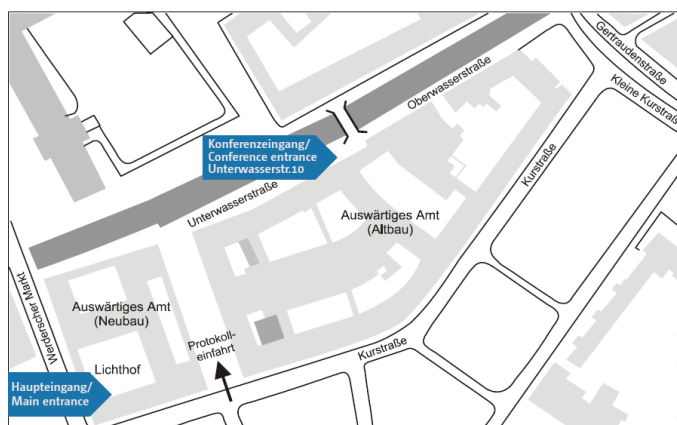 Gertraudenstraße
Kleine Kurstraße
Oberwasserstraße
Konferenzeingang/
Conference entrance
Unterwasserstr.10
Kurstraße
Unterwasserstraße
Auswärtiges Amt
(Altbau)
Werderscher Markt
Auswärtiges Amt
(Neubau)
Protokoll-
einfahrt
Kurstraße
Lichthof
Haupteingang/
Main entrance